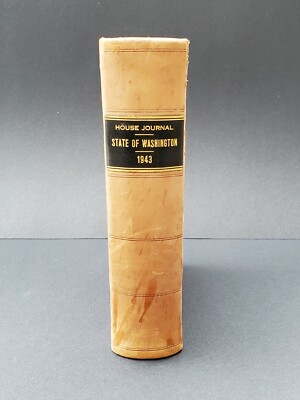 HOUSE JOURNAL
STATE OF WASHINGTON
1943